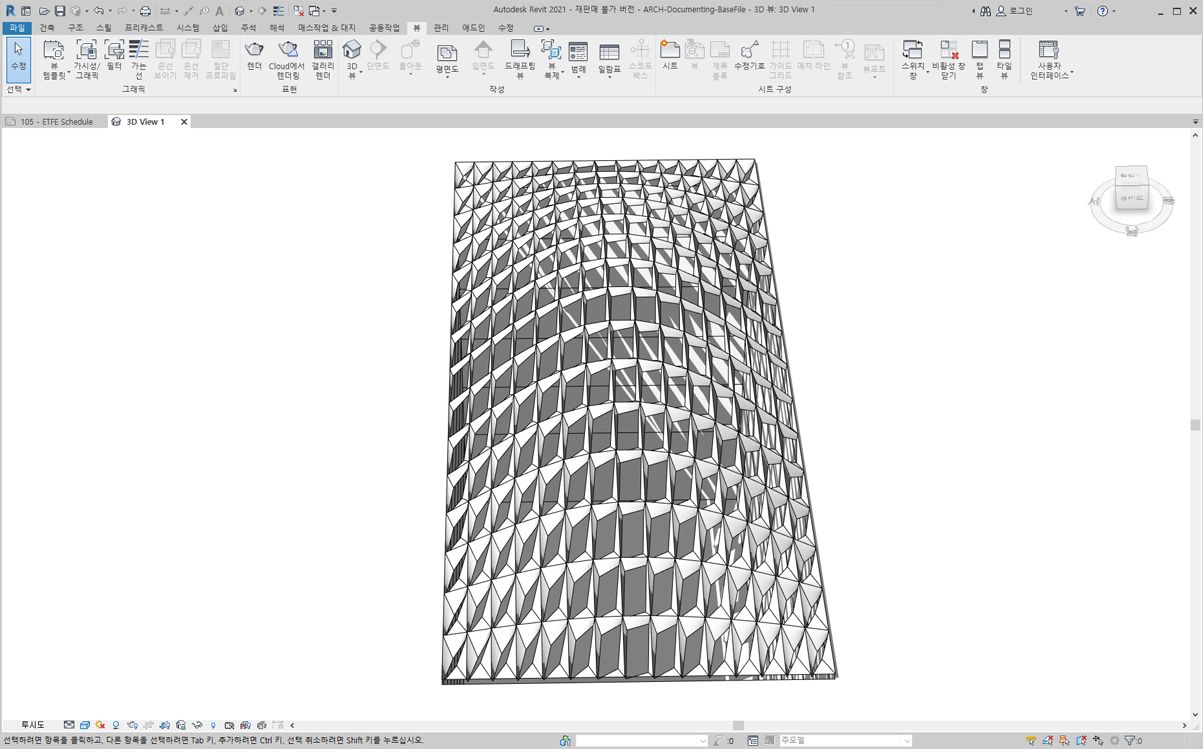 Autodesk Revit 2021 - 재판매 불가 버전 - ARCH-Documenting-BaseFile - 3D 뷰: 3D View 1
로그인
파일 건축 구조 스틸 프리캐스트 시스템 삽입 주석 해석 매스작업 & 대지 공동작업 뷰 관리 애드인 수정
수정
뷰 템플릿
가시성/ 그래픽
필터
가는 선
은선 보이기
은선 제거
절단 프로파일
렌더
Cloud에서 렌더링
갤러리 렌더
3D 뷰
단면도
콜아웃
평면도
입면도
드래프팅 뷰
뷰 복제
범례
일람표
스코프 박스
시트
뷰
제목 블록
수정기호
가이드 그리드
매치 라인
뷰 참조
뷰포트
스위치 창
비활성 창 닫기
탭 뷰
타일 뷰
사용자 인터페이스
선택 그래픽 표현 작성 시트 구성 창
105 - ETFE Schedule
3D View 1
투시도
선택하려면 항목을 클릭하고, 다른 항목을 선택하려면 Tab 키, 추가하려면 Ctrl 키, 선택 취소하려면 Shift 키를 누르십시오.
:0
주모델
:0